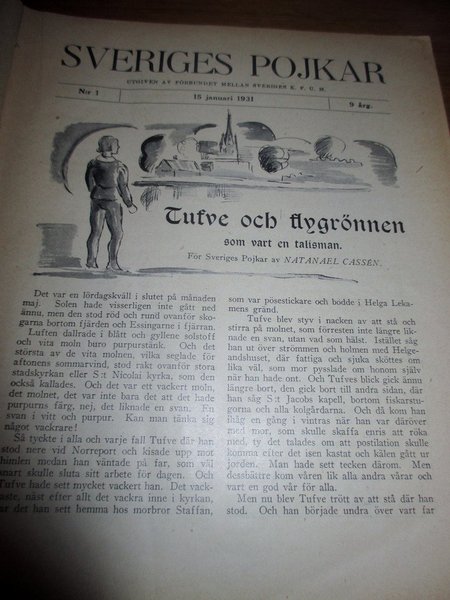 SVERIGES POJKAR
UTGIVEN AV FÖRBUNDET MELLAN SVERIGES K. F. U. M.
No 1
15 januari 1931
9 årg.
Tufve och flygrönnen
som vart en talisman.
För Sveriges Pojkar av NATANAEL CASSÉN.
Det var en lördagskväll i slutet på månaden
maj. Solen hade visserligen inte gått ned
ännu, men den stod röd och rund ovanför sko-
garna bortom fjärden och Essingarne i fjärran.
Luften dallrade i blått och gyllene solstoff
och vita moln buro purpurstänk. Och det
största av de vita molnen, vilka seglade för
aftonens sommarvind, stod rakt ovanför stora
stadskyrkan eller S:t Nicolai kyrka, som den
också kallades. Och det var ett vackert moln,
det molnet, det var inte bara det att det hade
purpurns färg, nej, det liknade en svan. En
svan i vitt och purpur. Kan man tänka sig
något vackrare!
Så tyckte i alla och varje fall Tufve där han
stod nere vid Norreport och kisade upp mot
himlen medan han väntade på far, som väl
snart skulle sluta sitt arbete för dagen. Och
Tufve hade sett mycket vackert han. Det vack-
aste, näst efter allt det vackra inne i kyrkan,
ar det han sett hemma hos morbror Staffan,
som var pösestickare och bodde i Helga Leka-
mens gränd.
Tufve blev styv i nacken av att stå och
stirra på molnet, som förresten inte längre lik-
nade en svan, utan vad som hälst. Istället såg
han ut över strömmen och holmen med Helge-
andshuset, där fattiga och sjuka sköttes om
lika väl, som mor pysslade om honom själv
när han hade ont. Och Tufves blick gick ännu
längre bort, den gick bort till andra sidan, där
han såg S:t Jacobs kapell, bortom fiskarstu-
gorna och alla kolgårdarna. Och då kom han
ihåg en gång i vintras när han var däröver
med mor, som skulle skaffa enris att röka
med, ty det talades om att postilation skulle
komma efter det isen kastat och kälen gått ur
jorden. Man hade sett tecken därom. Men
dessbättre kom våren lik alla andra vårar och
vart en god vår för alla.
Men nu blev Tufve trött av att stå där han
stod. Och han började undra över vart far